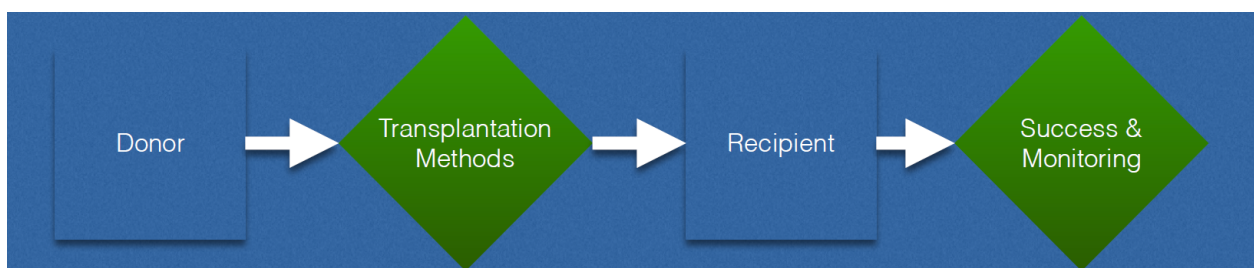 Donor
Transplantation
Methods
Recipient
Success &
Monitoring